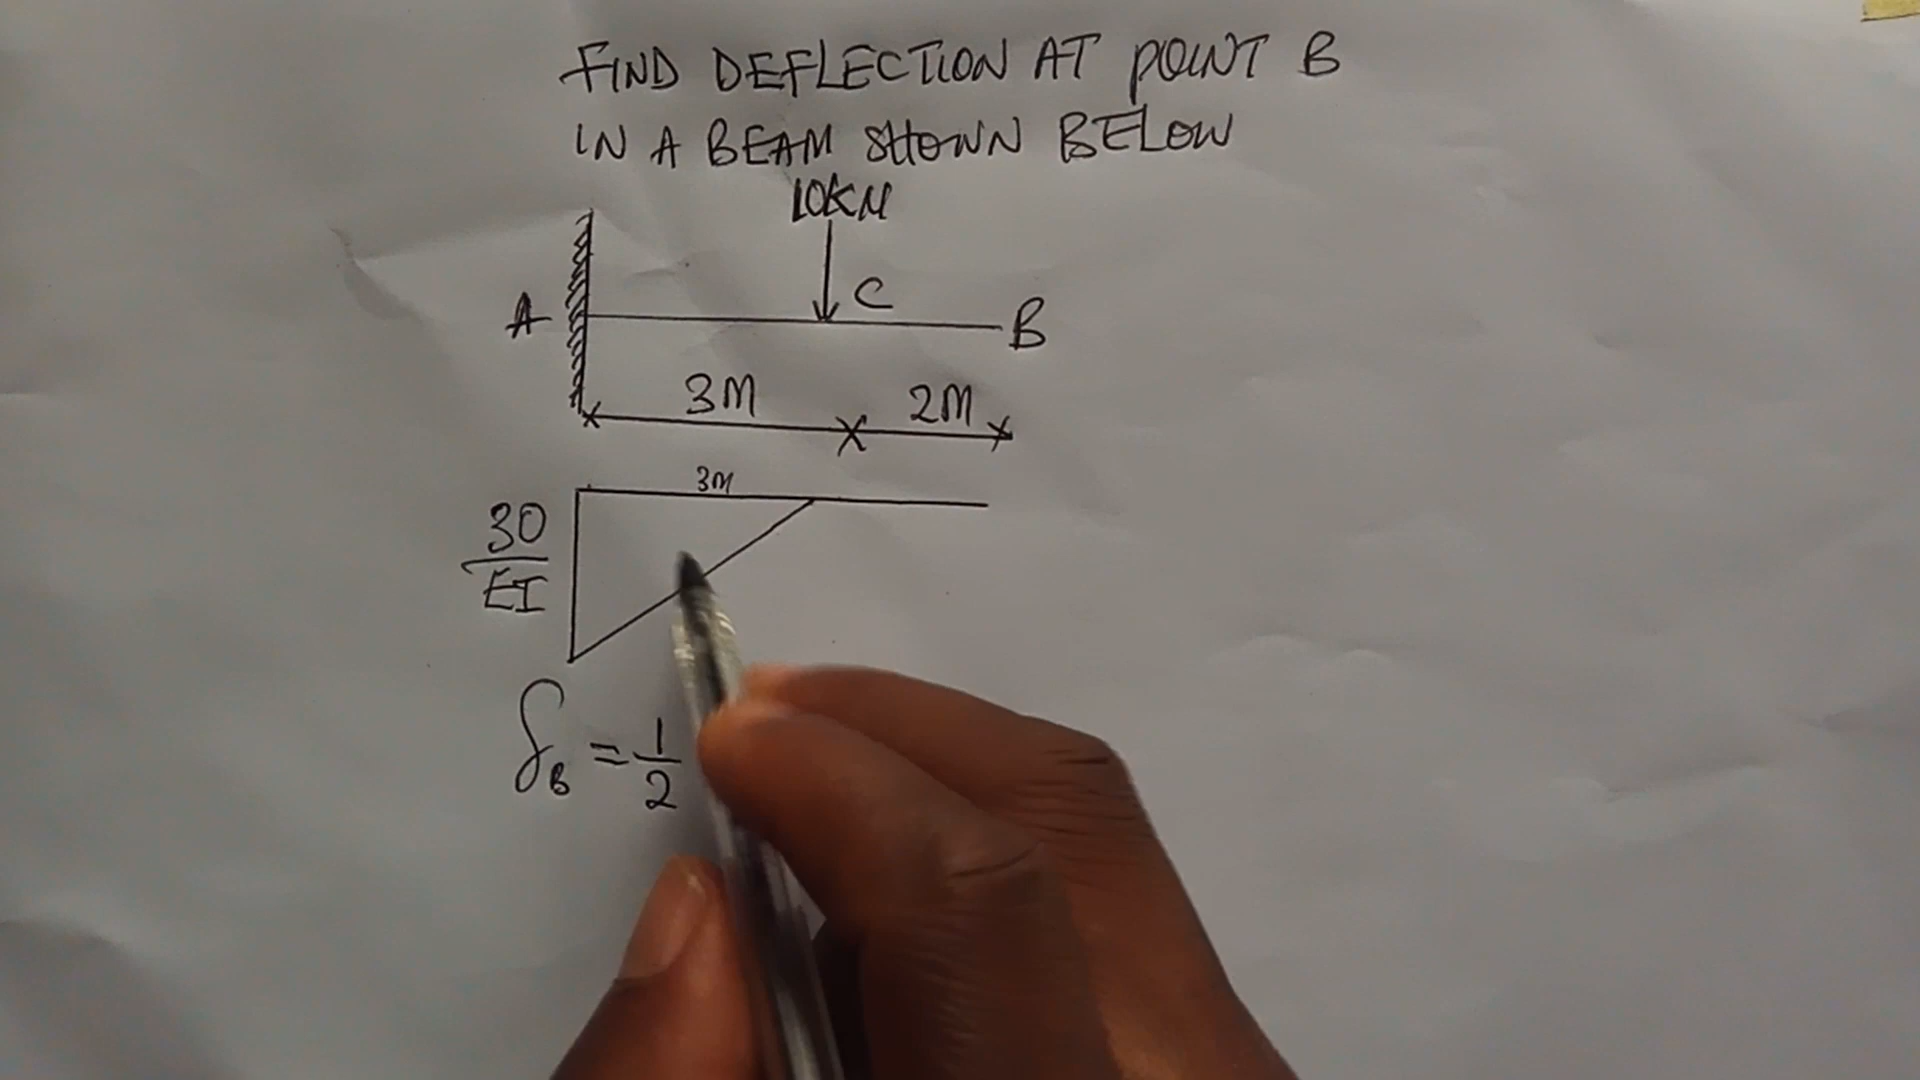 FIND DEFLECTION AT POINT B
IN A BEAM SHOWN BELOW
10KN
C
A
B
3M
2M
3M
30
EI
δB = 1/2